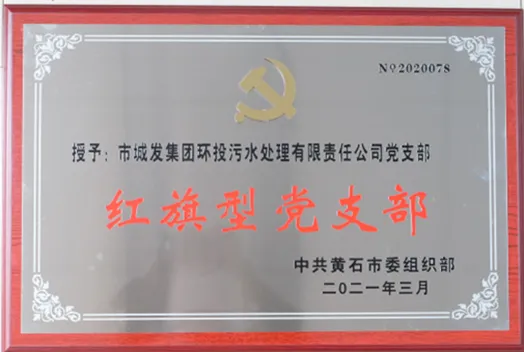 №2020078
授予：市城发集团环投污水处理有限责任公司党支部
红旗型党支部
中共黄石市委组织部
二〇二一年三月